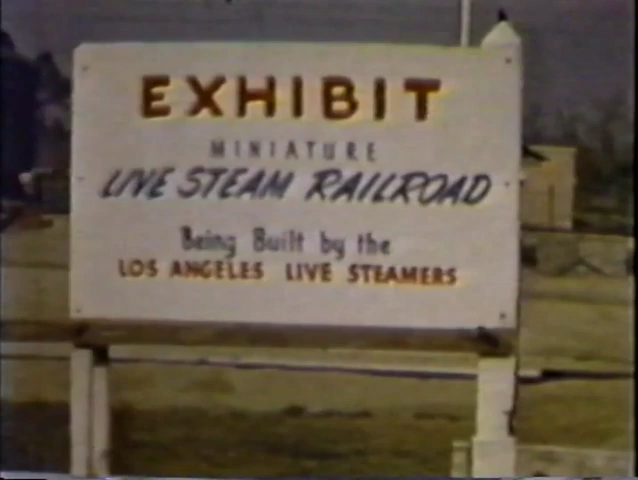 EXHIBIT
MINIATURE
LIVE STEAM RAILROAD
Being Built by the
LOS ANGELES LIVE STEAMERS